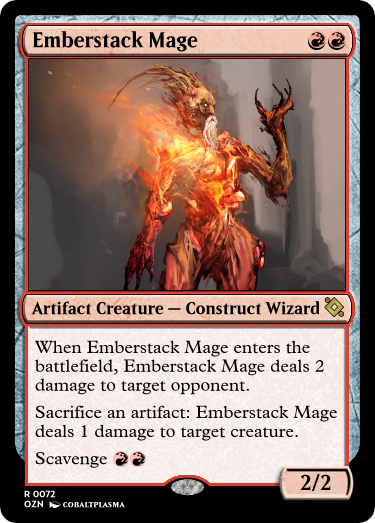 Emberstack Mage
Artifact Creature — Construct Wizard
When Emberstack Mage enters the
battlefield, Emberstack Mage deals 2
damage to target opponent.
Sacrifice an artifact: Emberstack Mage
deals 1 damage to target creature.
Scavenge
2/2
R 0072
OZN COBALTPLASMA